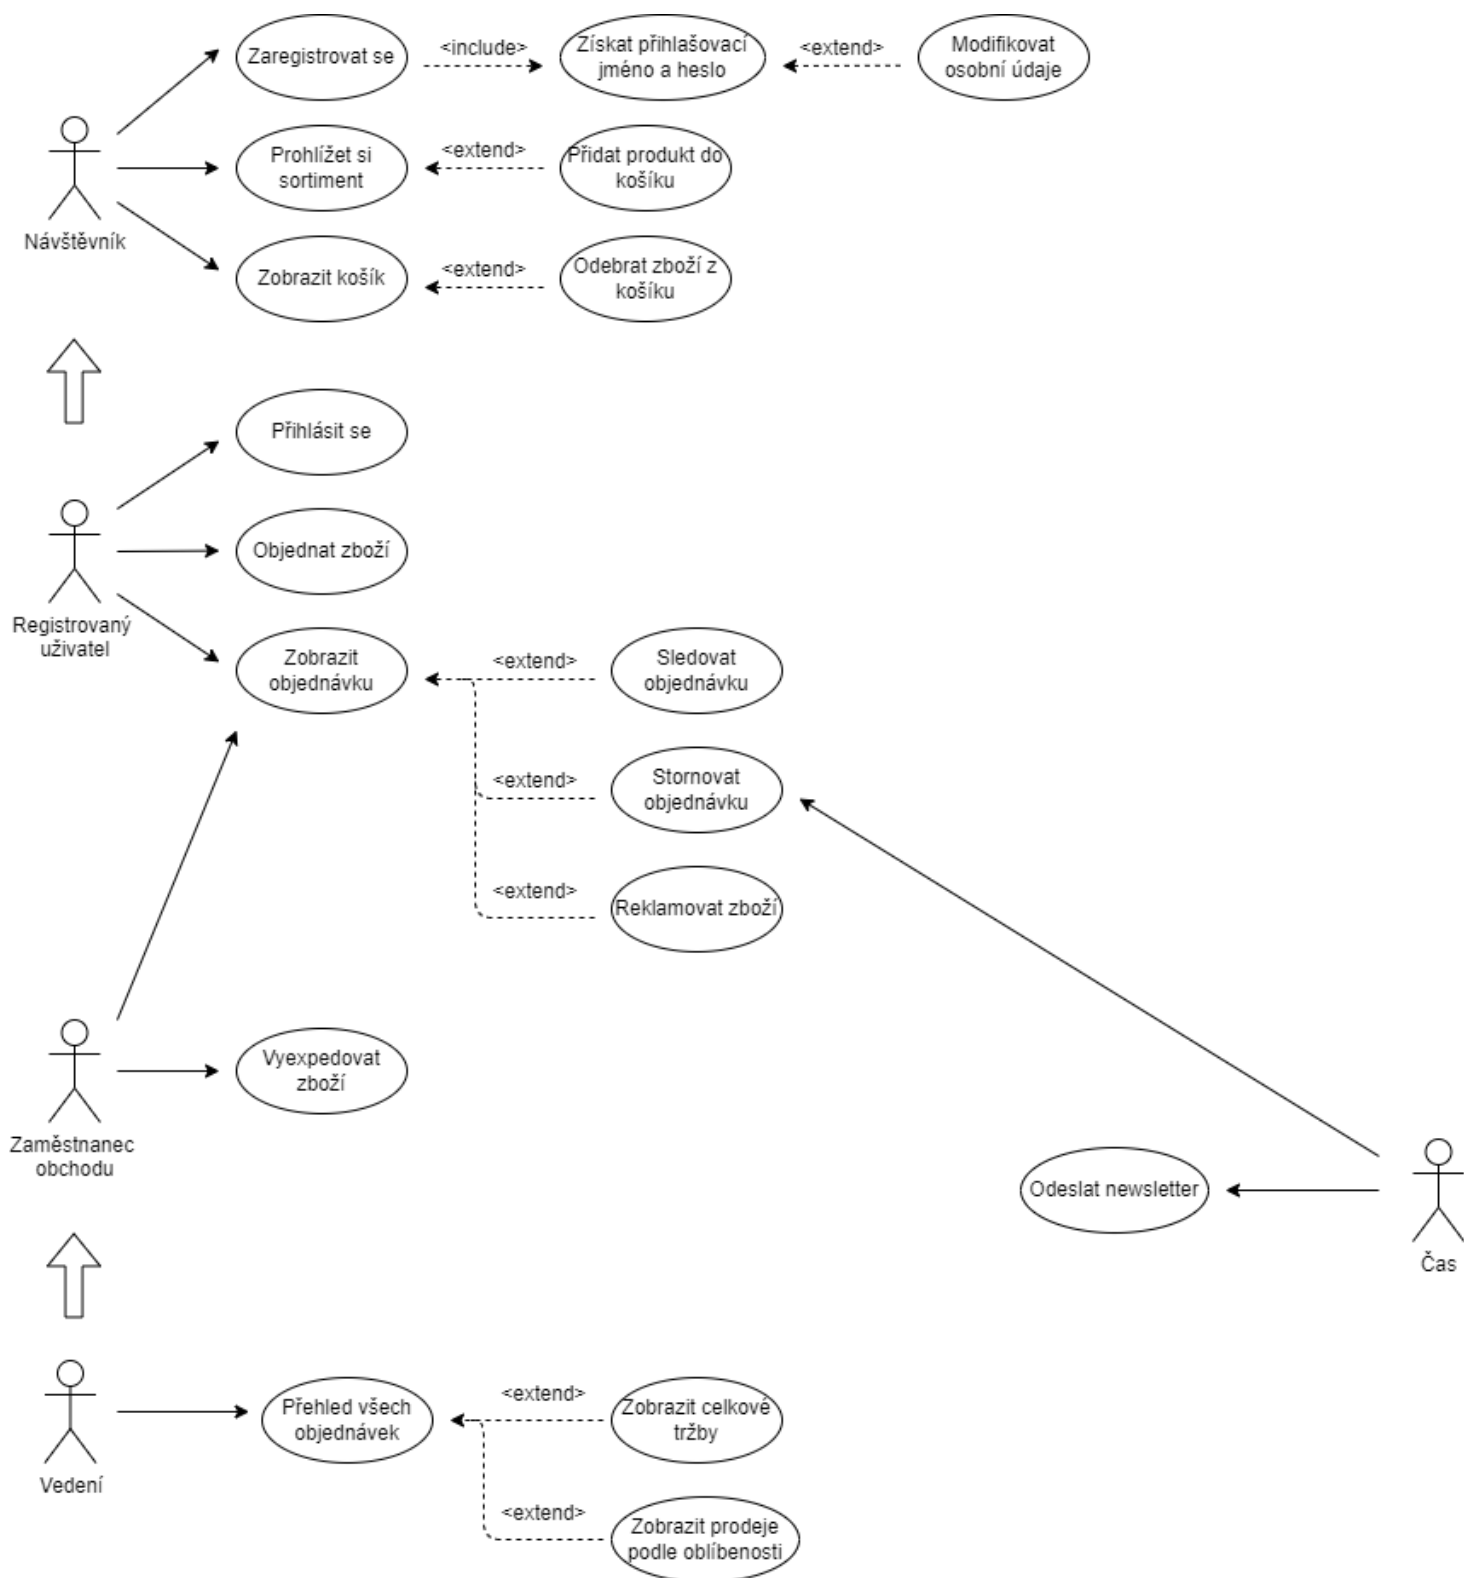 Zaregistrovat se
<include>
Získat přihlašovací
jméno a heslo
<extend>
Modifikovat
osobní údaje
Prohlížet si
sortiment
<extend>
Přidat produkt do
košíku
Návštěvník
Zobrazit košík
<extend>
Odebrat zboží z
košíku
Přihlásit se
Objednat zboží
Registrovaný
uživatel
Zobrazit
objednávku
<extend>
Sledovat
objednávku
<extend>
Stornovat
objednávku
<extend>
Reklamovat zboží
Vyexpedovat
zboží
Zaměstnanec
obchodu
Odeslat newsletter
Čas
Přehled všech
objednávek
<extend>
Zobrazit celkové
tržby
Vedení
<extend>
Zobrazit prodeje
podle oblíbenosti